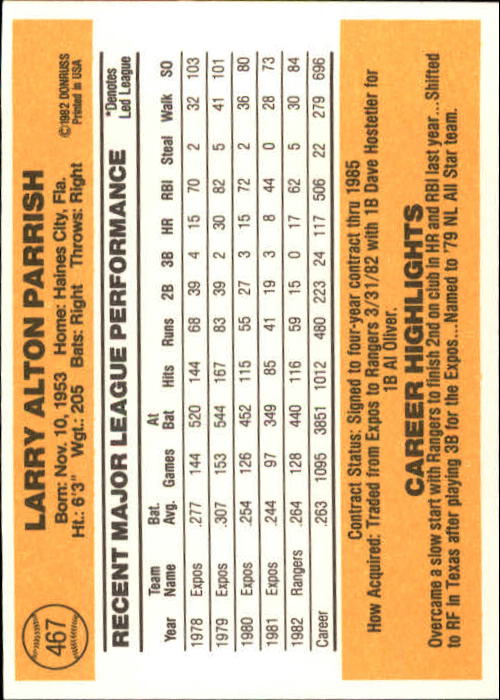 467
LARRY ALTON PARRISH
Born: Nov. 10, 1953 Home: Haines City, Fla.
Ht.: 6'3" Wgt.: 205 Bats: Right Throws: Right
©1982 DONRUSS
Printed in USA
RECENT MAJOR LEAGUE PERFORMANCE
*Denotes
Led League
Year Team Name Bat. Avg. Games At Bat Hits Runs 2B 3B HR RBI Steal Walk SO
1978 Expos .277 144 520 144 68 39 4 15 70 2 32 103
1979 Expos .307 153 544 167 83 39 2 30 82 5 41 101
1980 Expos .254 126 452 115 55 27 3 15 72 2 36 80
1981 Expos .244 97 349 85 41 19 3 8 44 0 28 73
1982 Rangers .264 128 440 116 59 15 0 17 62 5 30 84
Career .263 1095 3851 1012 480 223 24 117 506 22 279 696
Contract Status: Signed to four-year contract thru 1985
How Acquired: Traded from Expos to Rangers 3/31/82 with 1B Dave Hostetler for
1B Al Oliver.
CAREER HIGHLIGHTS
Overcame a slow start with Rangers to finish 2nd on club in HR and RBI last year...Shifted
to RF in Texas after playing 3B for the Expos...Named to '79 NL All Star team.